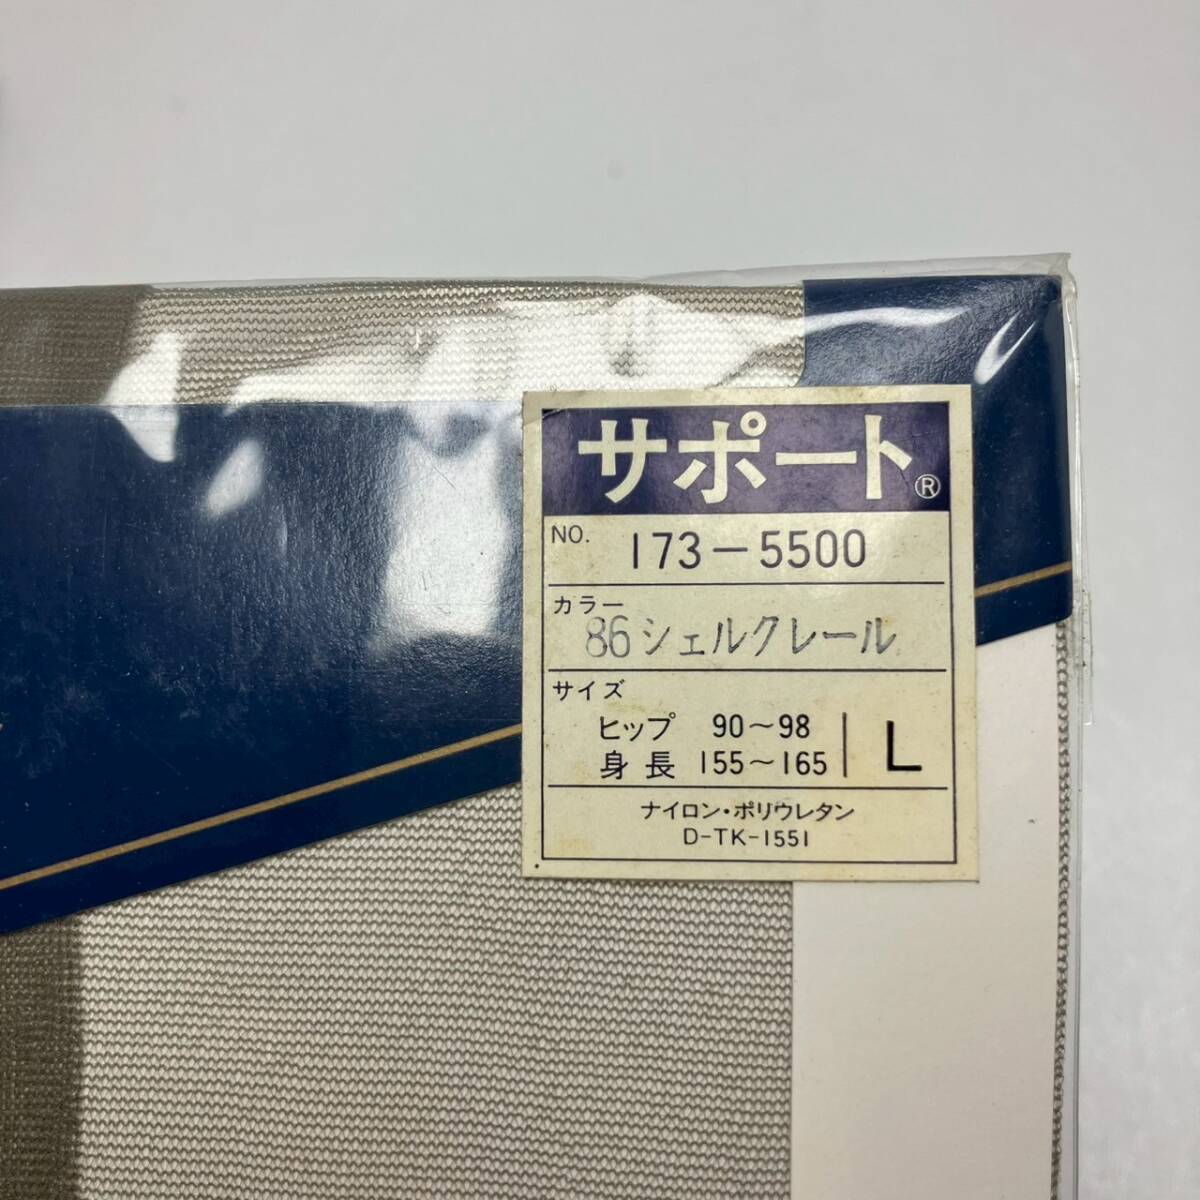 サポート®
NO. 173-5500
カラー
86シェルクレール
サイズ
ヒップ 90～98
身長 155～165
L
ナイロン・ポリウレタン
D-TK-1551